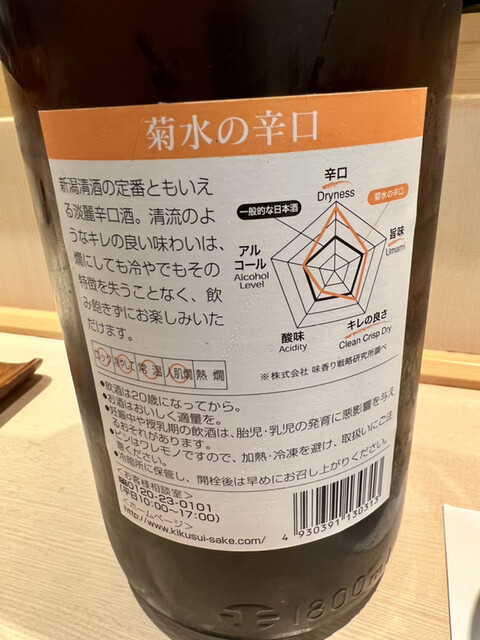 菊水の辛口
新潟清酒の定番ともいえ
る淡麗辛口酒。清流のよ
うなキレの良い味わいは、
燗にしても冷やでもその
特徴を失うことなく、飲
み飽きずにお楽しみいた
だけます。
辛口
Dryness
一般的な日本酒
菊水の辛口
旨味
Umami
アル
コール
Alcohol
Level
酸味
Acidity
キレの良さ
Clean Crisp Dry
※株式会社 味香り戦略研究所調べ
ロック 冷やして 常温 人肌燗 熱燗
●飲酒は20歳になってから。
●お酒はおいしく適量を。
●妊娠中や授乳期の飲酒は、胎児・乳児の発育に悪影響を与え
るおそれがあります。
●ビンはワレモノですので、加熱・冷凍を避け、取扱いにご注
意ください。
●冷暗所に保管し、開栓後は早めにお召し上がりください。
<お客様相談室>
0120-23-0101
(平日10:00〜17:00)
<ホームページ>
http://www.kikusui-sake.com/
4 930391 130313
1800